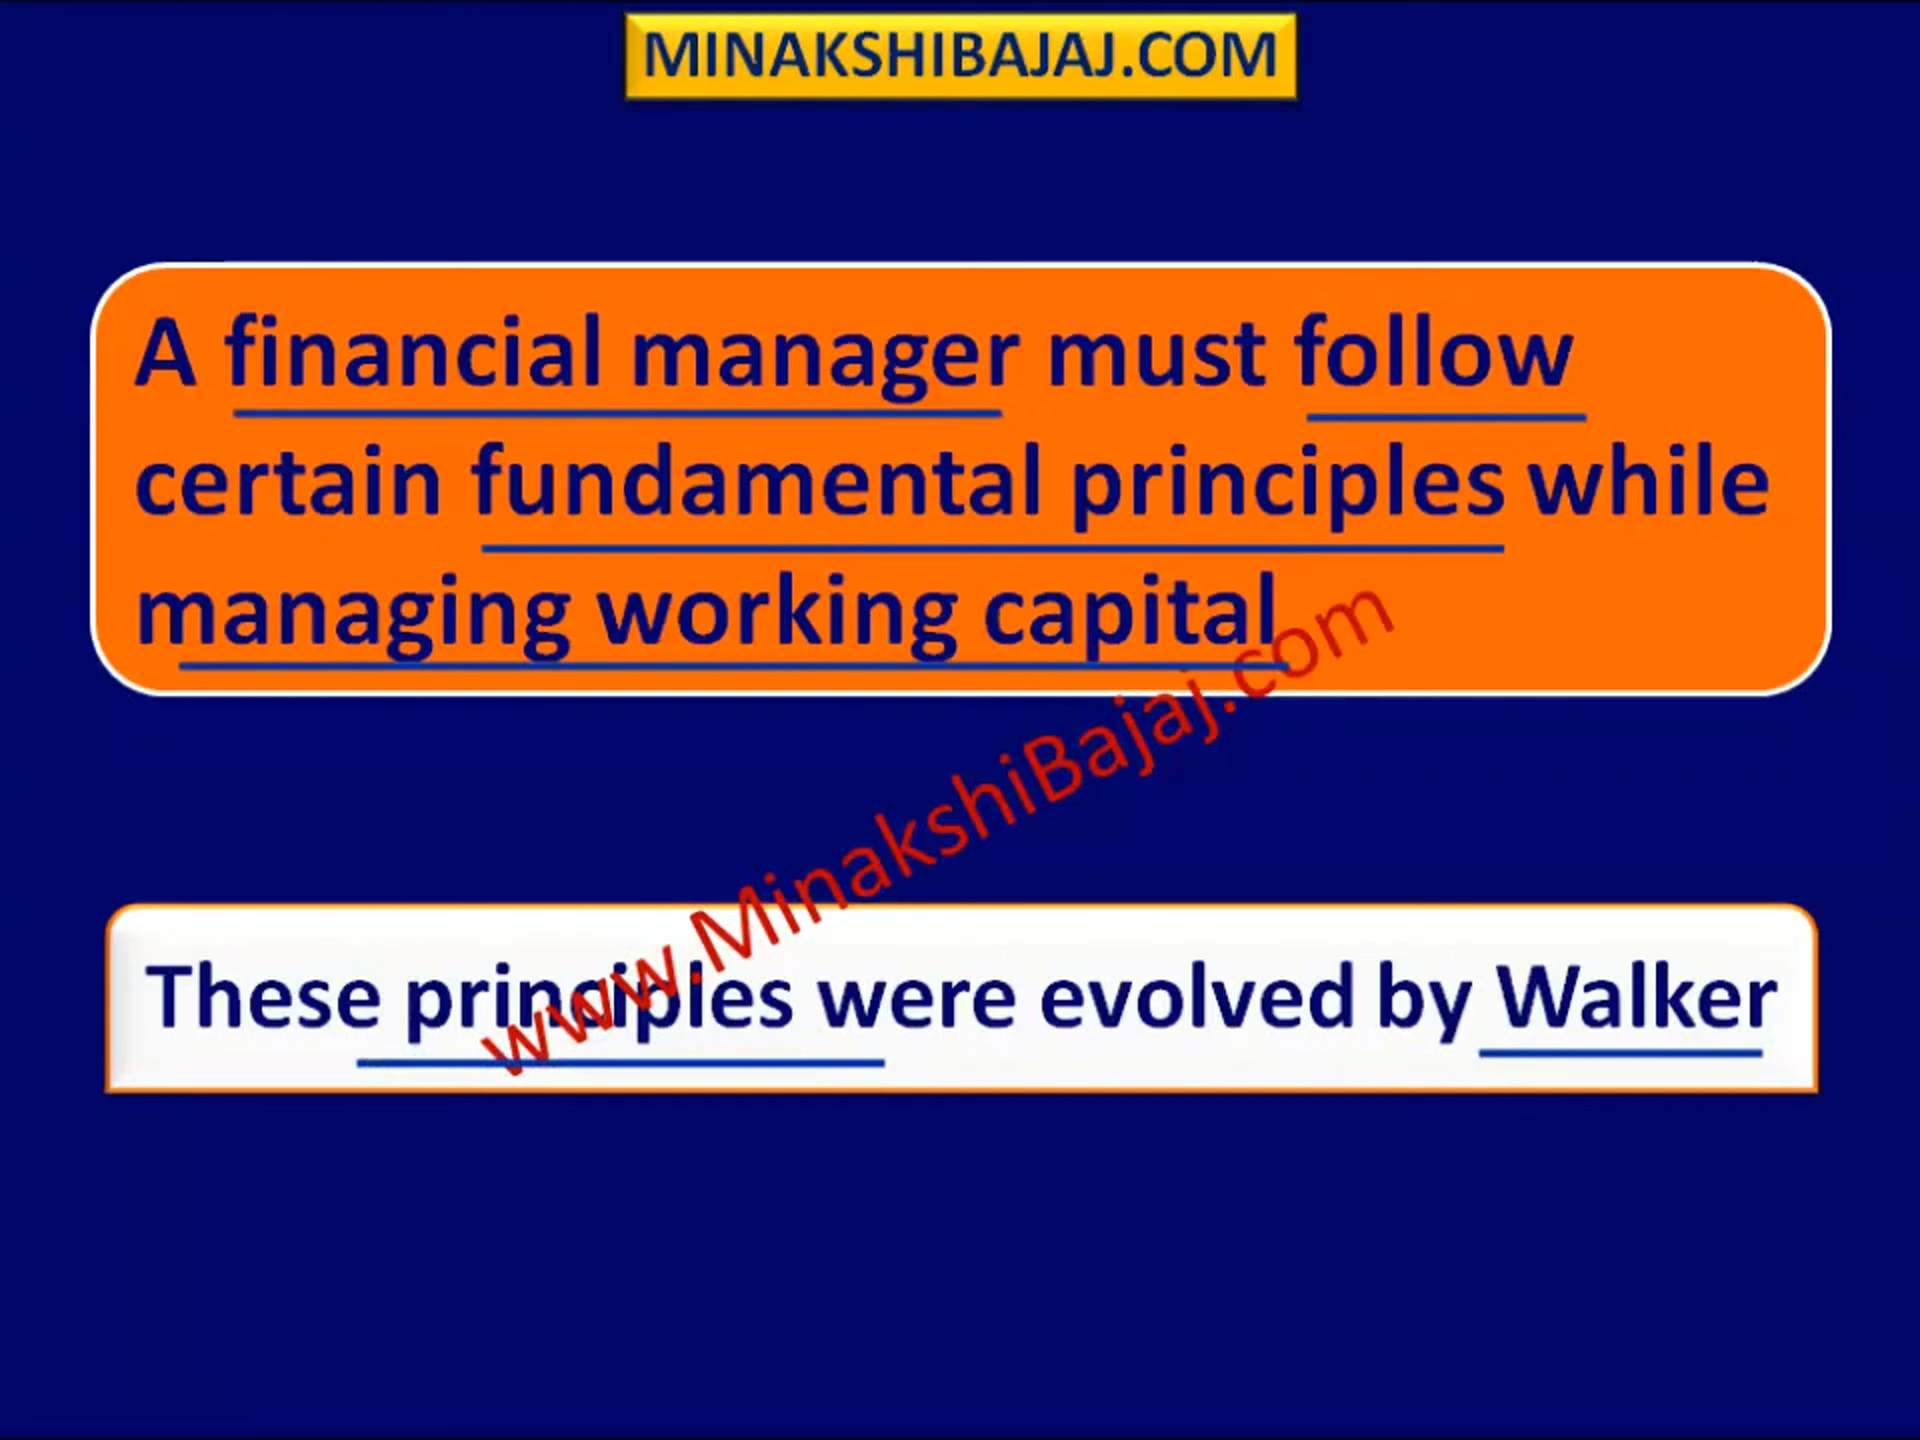 MINAKSHIBAJAJ.COM
A financial manager must follow
certain fundamental principles while
managing working capital
www.MinakshiBajaj.com
These principles were evolved by Walker